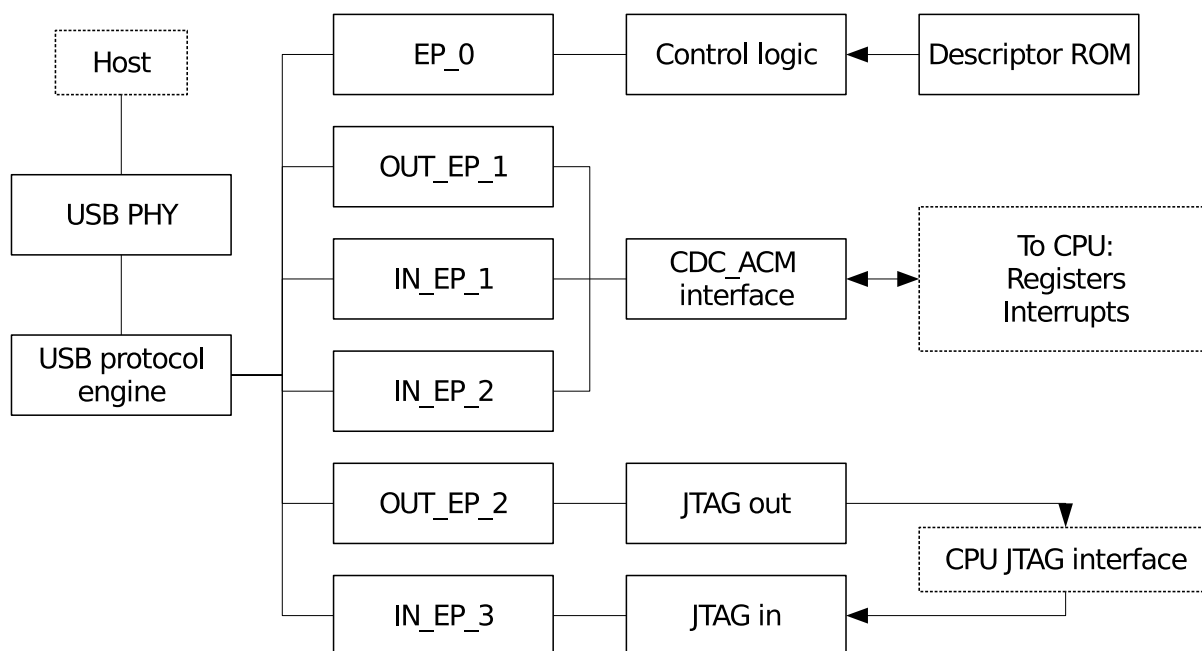 Host
EP_0
Control logic
Descriptor ROM
OUT_EP_1
USB PHY
IN_EP_1
CDC_ACM
interface
To CPU:
Registers
Interrupts
USB protocol
engine
IN_EP_2
OUT_EP_2
JTAG out
CPU JTAG interface
IN_EP_3
JTAG in